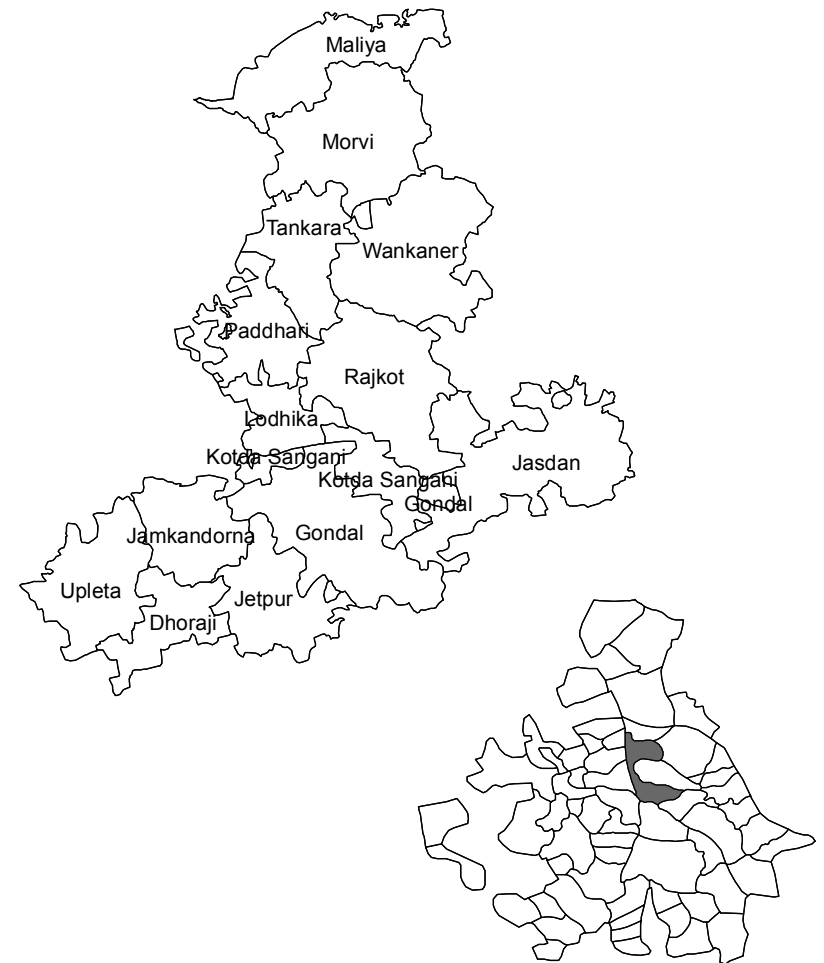 Maliya
Morvi
Tankara
Wankaner
Paddhari
Rajkot
Lodhika
Kotda Sangani
Jasdan
Kotda Sangani
Gondal
Gondal
Jamkandorna
Upleta
Jetpur
Dhoraji